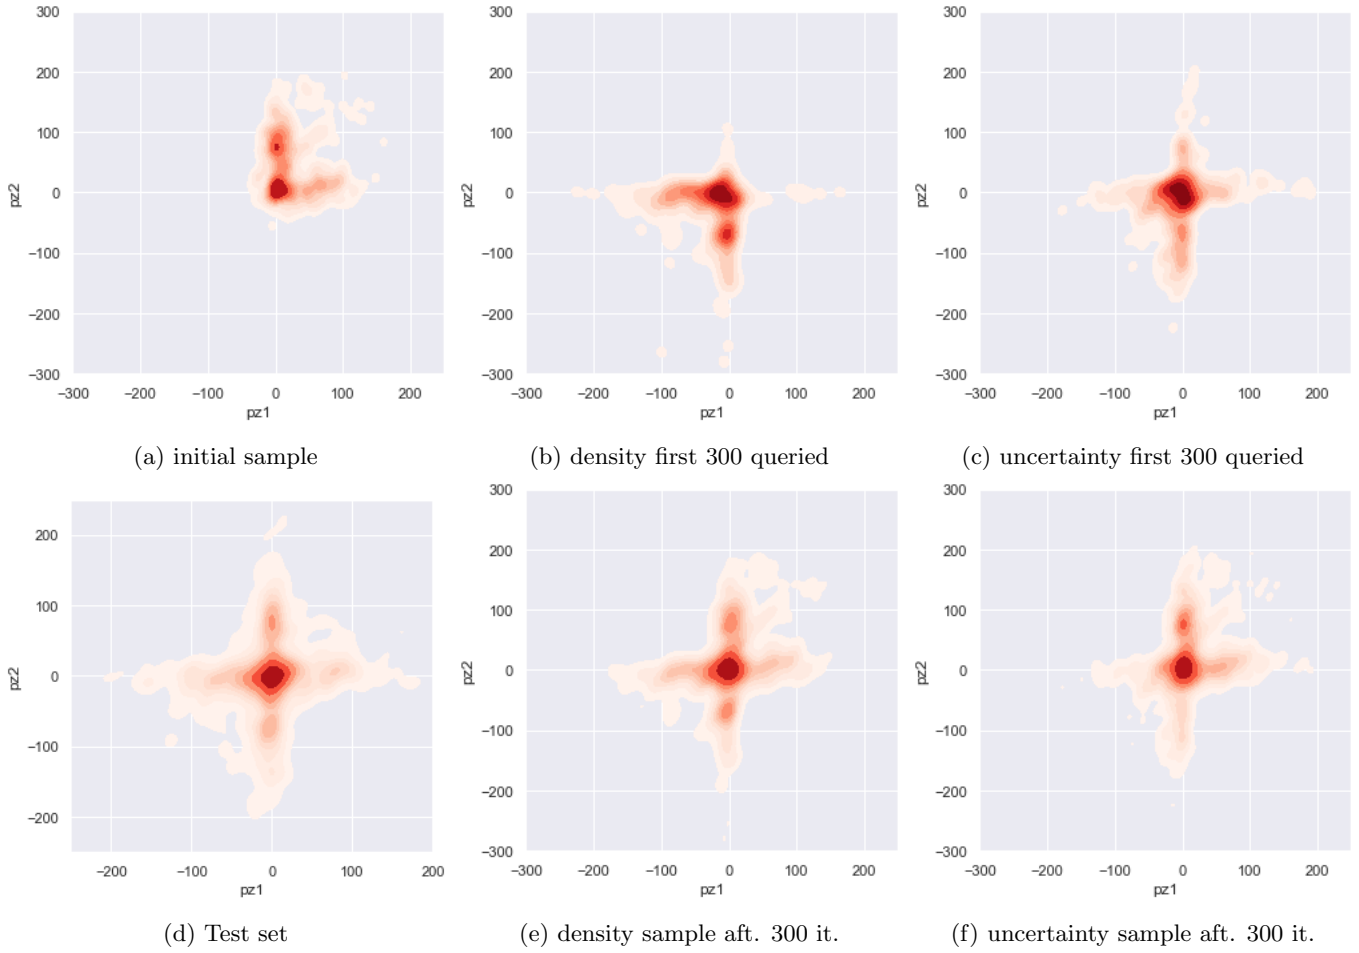 300
200
100
0
−100
−200
−300
pz2
−300 −200 −100 0 100 200
pz1
(a) initial sample
300
200
100
0
−100
−200
−300
pz2
−300 −200 −100 0 100 200
pz1
(b) density first 300 queried
300
200
100
0
−100
−200
−300
pz2
−300 −200 −100 0 100 200
pz1
(c) uncertainty first 300 queried
200
100
0
−100
−200
pz2
−200 −100 0 100 200
pz1
(d) Test set
300
200
100
0
−100
−200
−300
pz2
−300 −200 −100 0 100 200
pz1
(e) density sample aft. 300 it.
300
200
100
0
−100
−200
−300
pz2
−300 −200 −100 0 100 200
pz1
(f) uncertainty sample aft. 300 it.